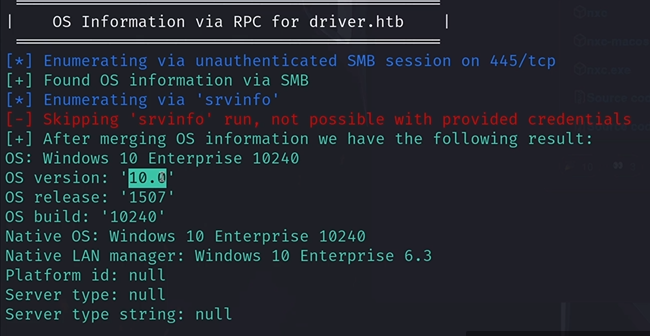 | OS Information via RPC for driver.htb |
[*] Enumerating via unauthenticated SMB session on 445/tcp
[+] Found OS information via SMB
[*] Enumerating via 'srvinfo'
[-] Skipping 'srvinfo' run, not possible with provided credentials
[+] After merging OS information we have the following result:
OS: Windows 10 Enterprise 10240
OS version: '10.0'
OS release: '1507'
OS build: '10240'
Native OS: Windows 10 Enterprise 10240
Native LAN manager: Windows 10 Enterprise 6.3
Platform id: null
Server type: null
Server type string: null